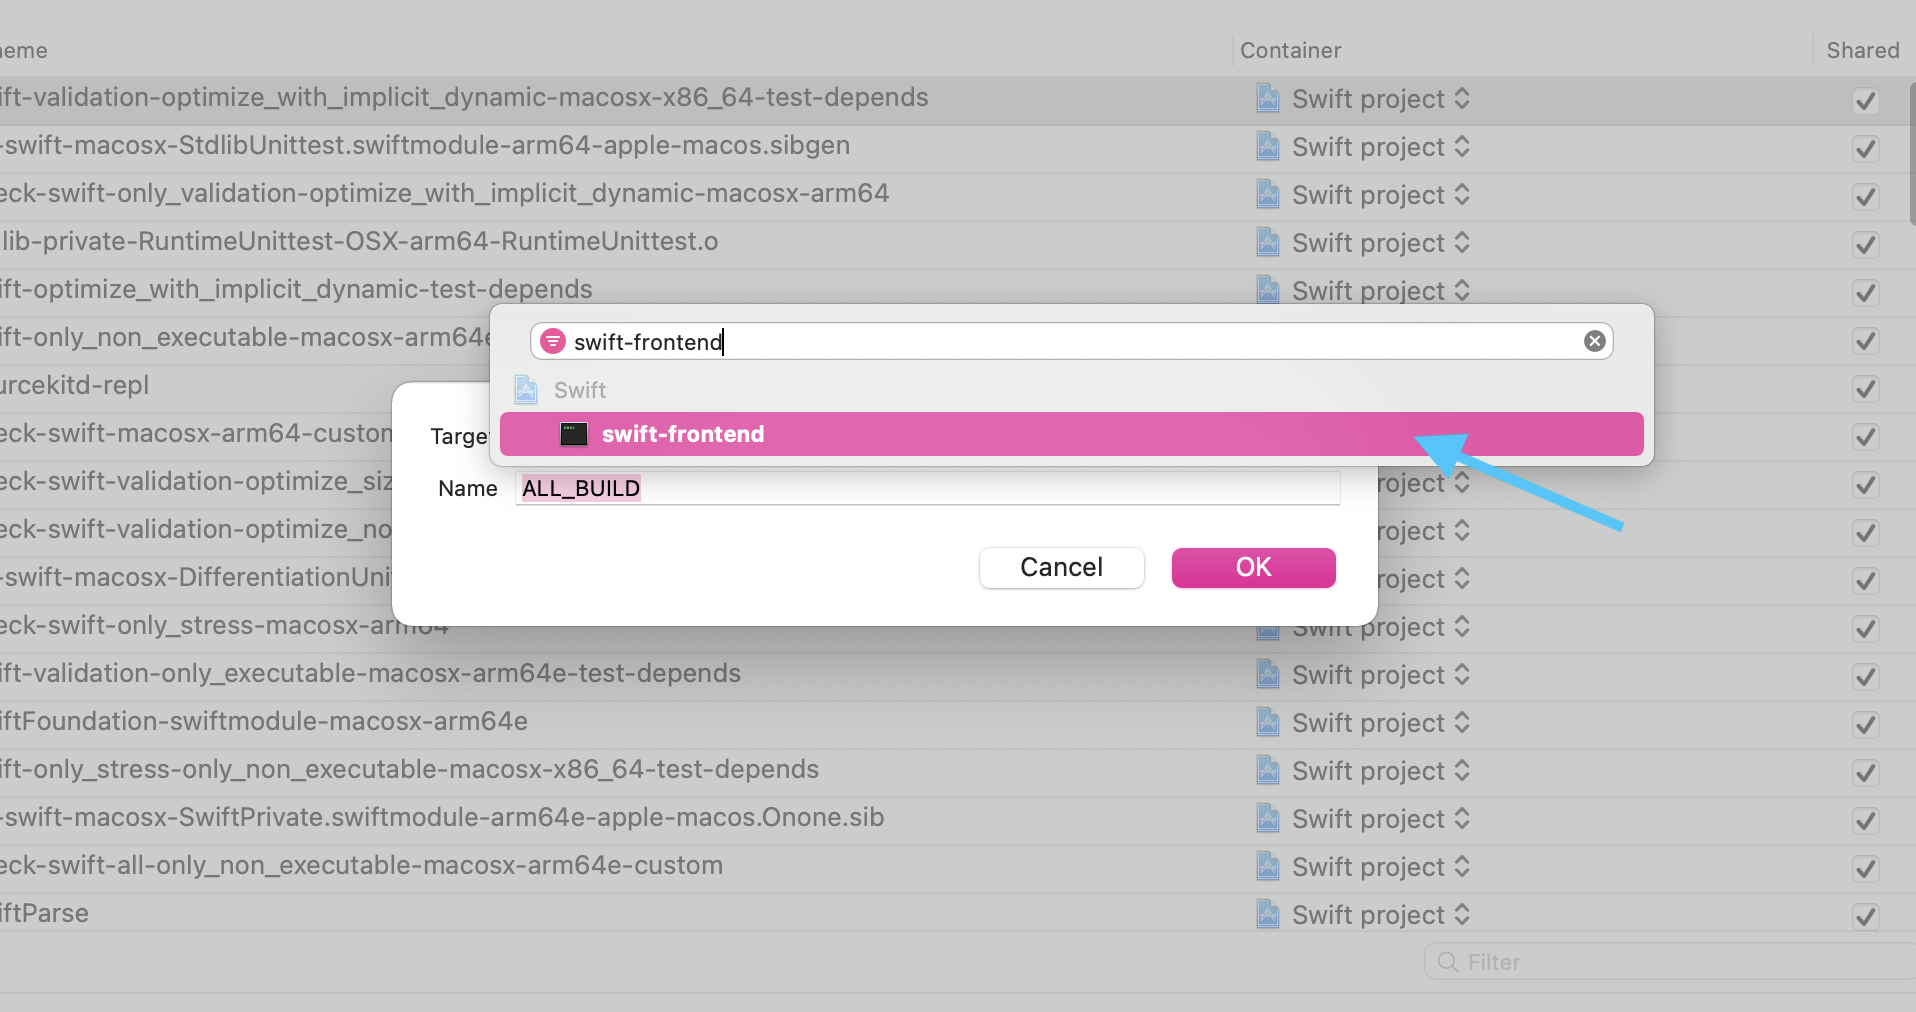 eme Container Shared
ift-validation-optimize_with_implicit_dynamic-macosx-x86_64-test-depends Swift project
-swift-macosx-StdlibUnittest.swiftmodule-arm64-apple-macos.sibgen Swift project
eck-swift-only_validation-optimize_with_implicit_dynamic-macosx-arm64 Swift project
lib-private-RuntimeUnittest-OSX-arm64-RuntimeUnittest.o Swift project
ift-optimize_with_implicit_dynamic-test-depends Swift project
ift-only_non_executable-macosx-arm64e
swift-frontend
urcekitd-repl
Swift
eck-swift-macosx-arm64-custom
Target
swift-frontend
eck-swift-validation-optimize_siz
Name ALL_BUILD
roject
eck-swift-validation-optimize_no
roject
-swift-macosx-DifferentiationUnit
Cancel OK
roject
eck-swift-only_stress-macosx-arm64 Swift project
ift-validation-only_executable-macosx-arm64e-test-depends Swift project
iftFoundation-swiftmodule-macosx-arm64e Swift project
ift-only_stress-only_non_executable-macosx-x86_64-test-depends Swift project
-swift-macosx-SwiftPrivate.swiftmodule-arm64e-apple-macos.Onone.sib Swift project
eck-swift-all-only_non_executable-macosx-arm64e-custom Swift project
iftParse Swift project
Filter